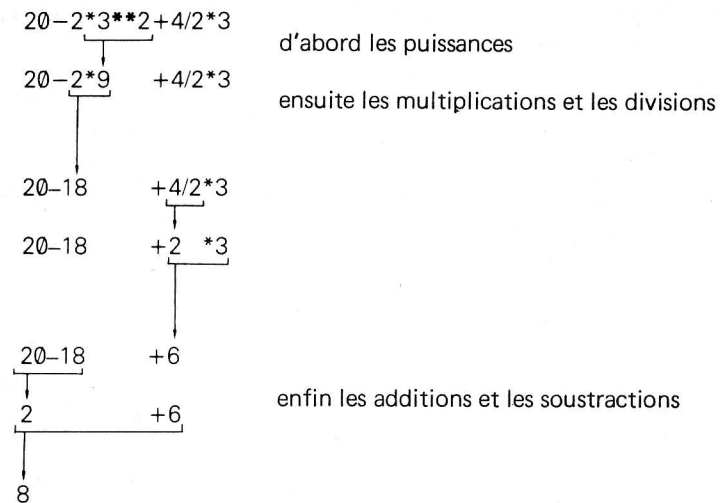 20-2*3**2+4/2*3
d'abord les puissances
20-2*9 +4/2*3
ensuite les multiplications et les divisions
20-18 +4/2*3
20-18 +2 *3
20-18 +6
enfin les additions et les soustractions
2 +6
8